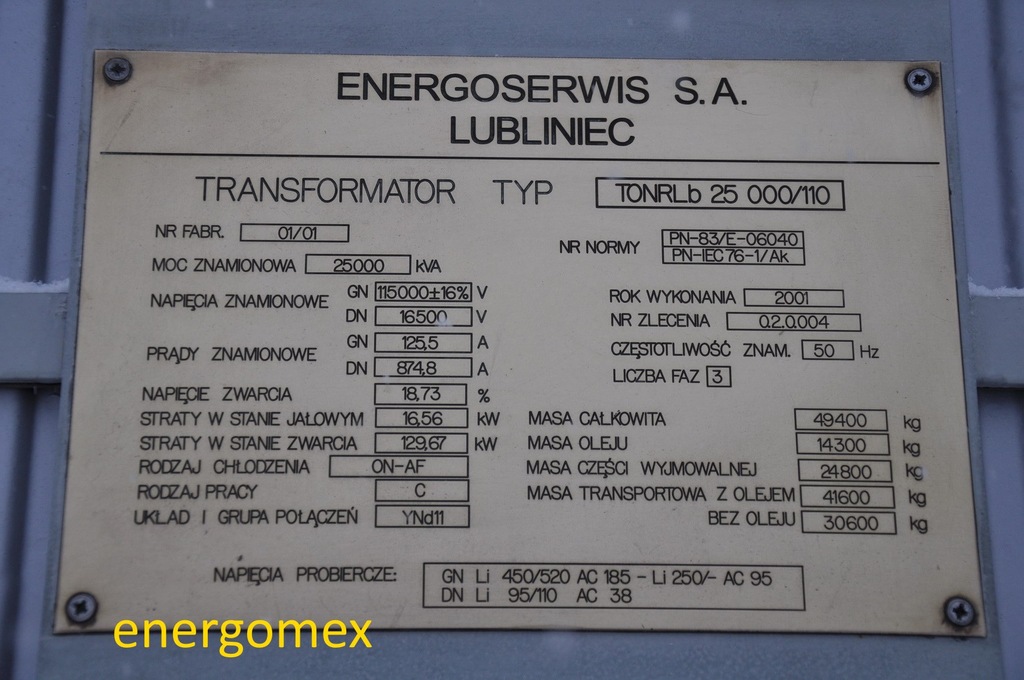 ENERGOSERWIS S.A.
LUBLINIEC
TRANSFORMATOR TYP TONRLb 25 000/110
NR FABR. 01/01
NR NORMY PN-83/E-06040
PN-IEC 76-1/Ak
MOC ZNAMIONOWA 25000 kVA
NAPIĘCIA ZNAMIONOWE GN 115000±16% V
DN 16500 V
ROK WYKONANIA 2001
NR ZLECENIA 0.2.0.004
PRĄDY ZNAMIONOWE GN 125,5 A
DN 874,8 A
CZĘSTOTLIWOŚĆ ZNAM. 50 Hz
LICZBA FAZ 3
NAPIĘCIE ZWARCIA 18,73 %
STRATY W STANIE JAŁOWYM 16,56 kW
STRATY W STANIE ZWARCIA 129,67 kW
RODZAJ CHŁODZENIA ON-AF
RODZAJ PRACY C
UKŁAD I GRUPA POŁĄCZEŃ YNd11
MASA CAŁKOWITA 49400 kg
MASA OLEJU 14300 kg
MASA CZĘŚCI WYJMOWALNEJ 24800 kg
MASA TRANSPORTOWA Z OLEJEM 41600 kg
BEZ OLEJU 30600 kg
NAPIĘCIA PROBIERCZE: GN Li 450/520 AC 185 - Li 250/- AC 95
DN Li 95/110 AC 38
energomex